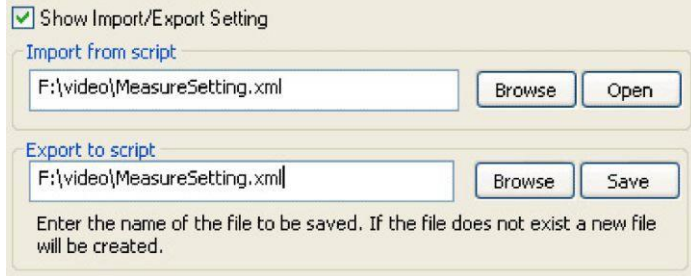 Show Import/Export Setting
Import from script
F:\video\MeasureSetting.xml Browse Open
Export to script
F:\video\MeasureSetting.xml Browse Save
Enter the name of the file to be saved. If the file does not exist a new file
will be created.